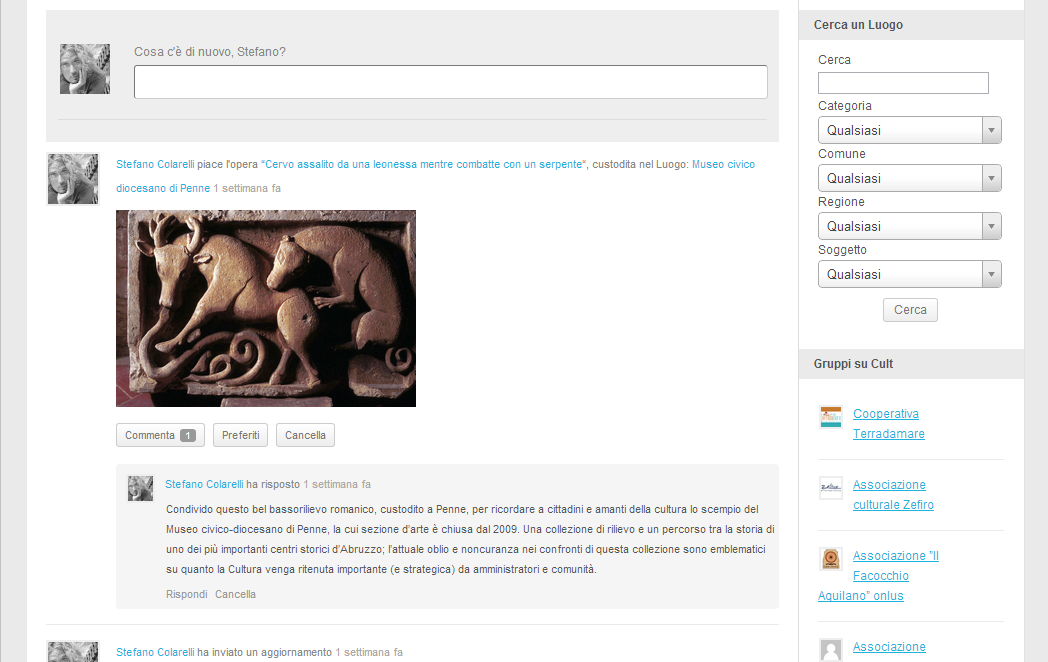 Cosa c'è di nuovo, Stefano?
Stefano Colarelli piace l'opera "Cervo assalito da una leonessa mentre combatte con un serpente", custodita nel Luogo: Museo civico
diocesano di Penne 1 settimana fa
Commenta 1 Preferiti Cancella
Stefano Colarelli ha risposto 1 settimana fa
Condivido questo bel bassorilievo romanico, custodito a Penne, per ricordare a cittadini e amanti della cultura lo scempio del
Museo civico-diocesano di Penne, la cui sezione d'arte è chiusa dal 2009. Una collezione di rilievo e un percorso tra la storia di
uno dei più importanti centri storici d'Abruzzo; l'attuale oblio e noncuranza nei confronti di questa collezione sono emblematici
su quanto la Cultura venga ritenuta importante (e strategica) da amministratori e comunità.
Rispondi Cancella
Stefano Colarelli ha inviato un aggiornamento 1 settimana fa
Cerca un Luogo
Cerca
Categoria
Qualsiasi
Comune
Qualsiasi
Regione
Qualsiasi
Soggetto
Qualsiasi
Cerca
Gruppi su Cult
Cooperativa
Terradamare
Associazione
culturale Zefiro
Associazione "Il
Facocchio
Aquilano" onlus
Associazione